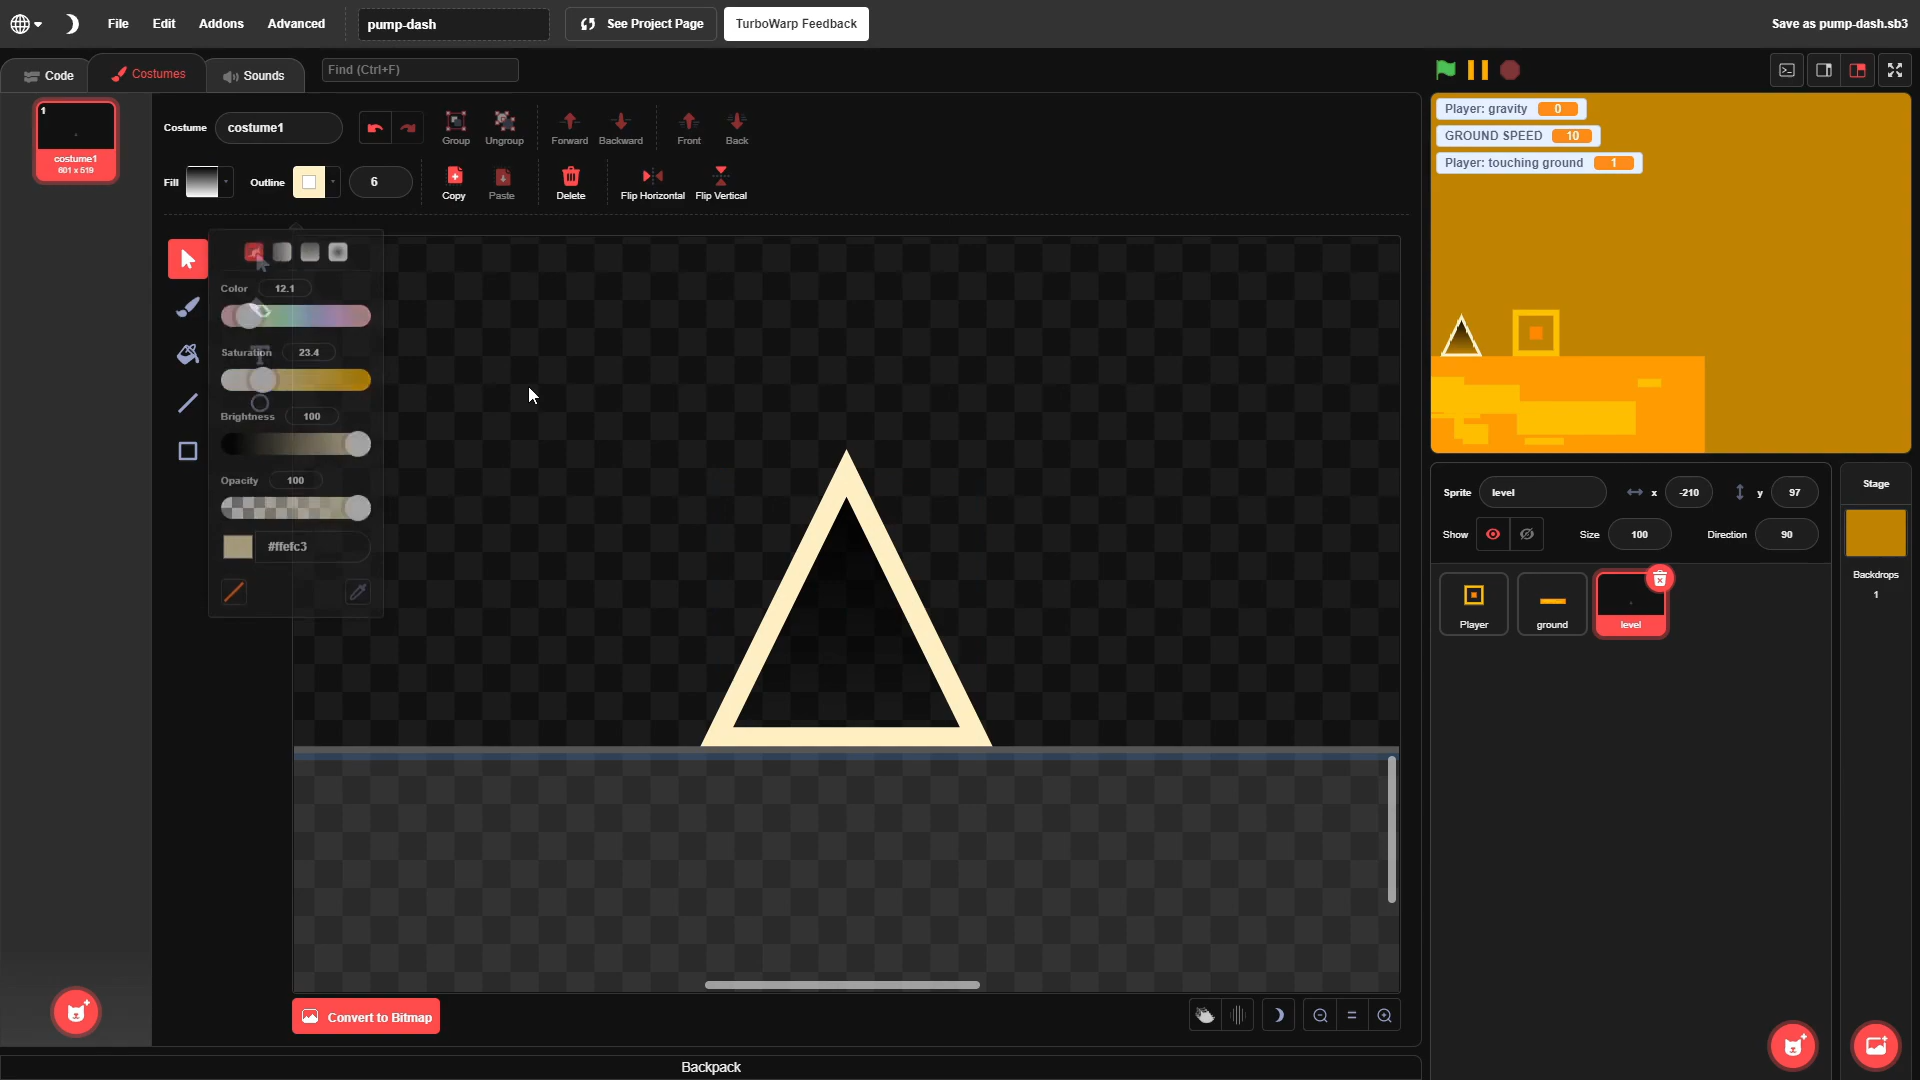 File Edit Addons Advanced pump-dash See Project Page TurboWarp Feedback Save as pump-dash.sb3
Code Costumes Sounds Find (Ctrl+F)
1
costume1
601 x 519
Costume costume1 Group Ungroup Forward Backward Front Back
Fill Outline 6 Copy Paste Delete Flip Horizontal Flip Vertical
Color 12.1
Saturation 23.4
Brightness 100
Opacity 100
#ffefc3
Convert to Bitmap
Backpack
Player: gravity 0
GROUND SPEED 10
Player: touching ground 1
Sprite level x -210 y 97
Show Size 100 Direction 90
Player ground level
Stage
Backdrops
1